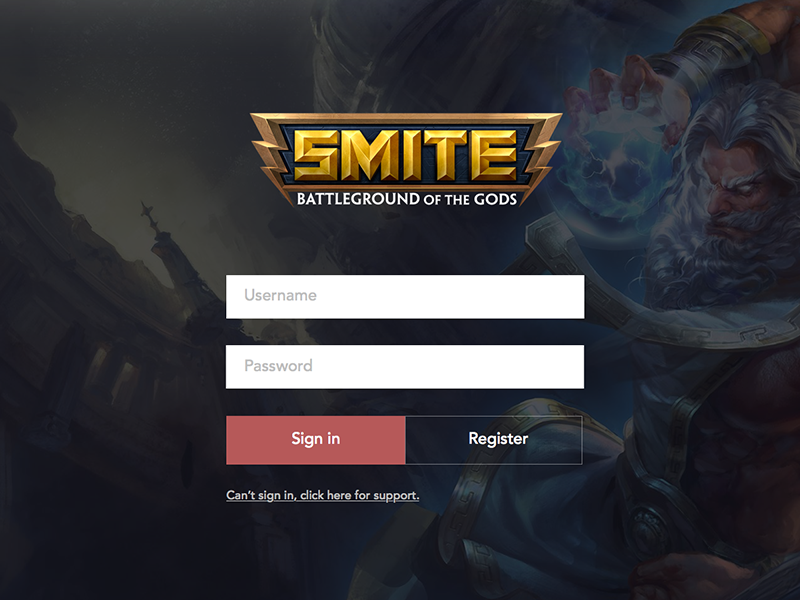 SMITE
BATTLEGROUND OF THE GODS
Username
Password
Sign in
Register
Can't sign in, click here for support.